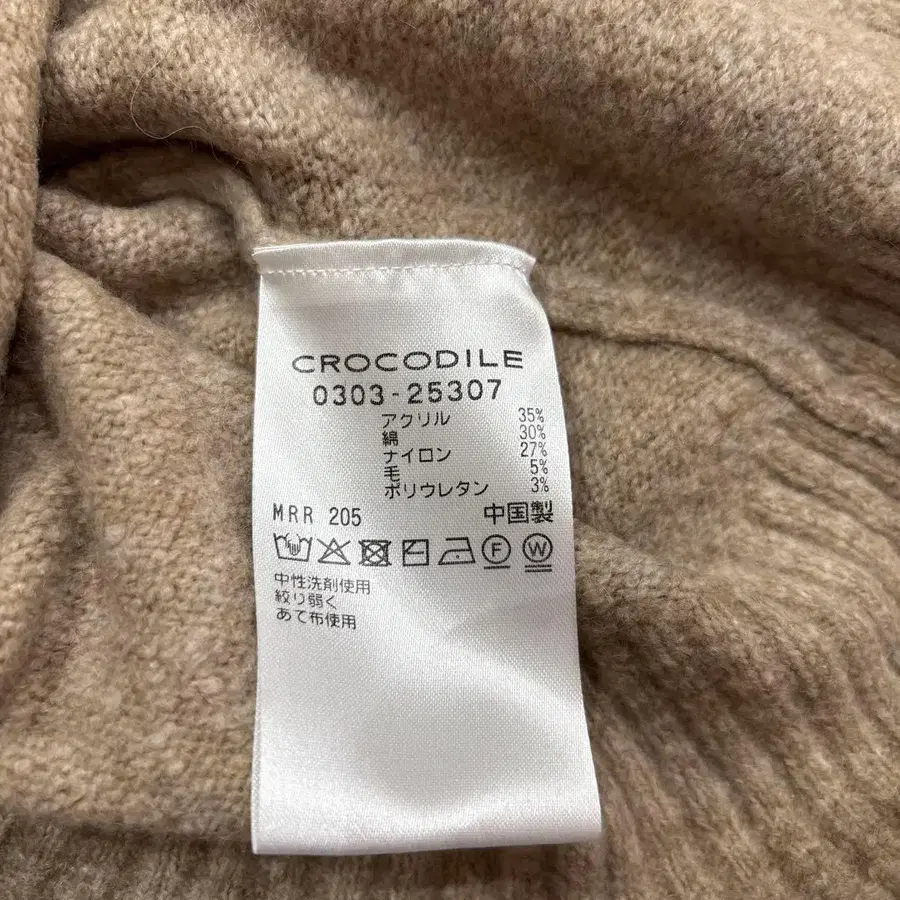 CROCODILE
0303-25307
アクリル 35%
綿 30%
ナイロン 27%
毛 5%
ポリウレタン 3%
MRR 205 中国製
F W
中性洗剤使用
絞り弱く
あて布使用